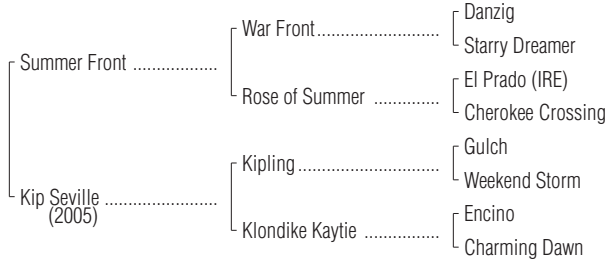 Danzig
War Front
Starry Dreamer
Summer Front
El Prado (IRE)
Rose of Summer
Cherokee Crossing
Gulch
Kipling
Weekend Storm
Kip Seville
(2005)
Encino
Klondike Kaytie
Charming Dawn